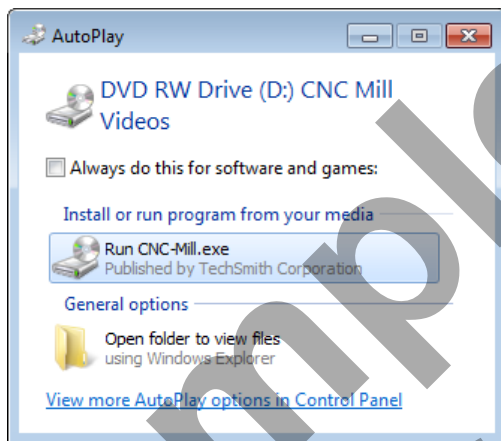 AutoPlay
DVD RW Drive (D:) CNC Mill
Videos
Always do this for software and games:
Install or run program from your media
Run CNC-Mill.exe
Published by TechSmith Corporation
General options
Open folder to view files
using Windows Explorer
View more AutoPlay options in Control Panel